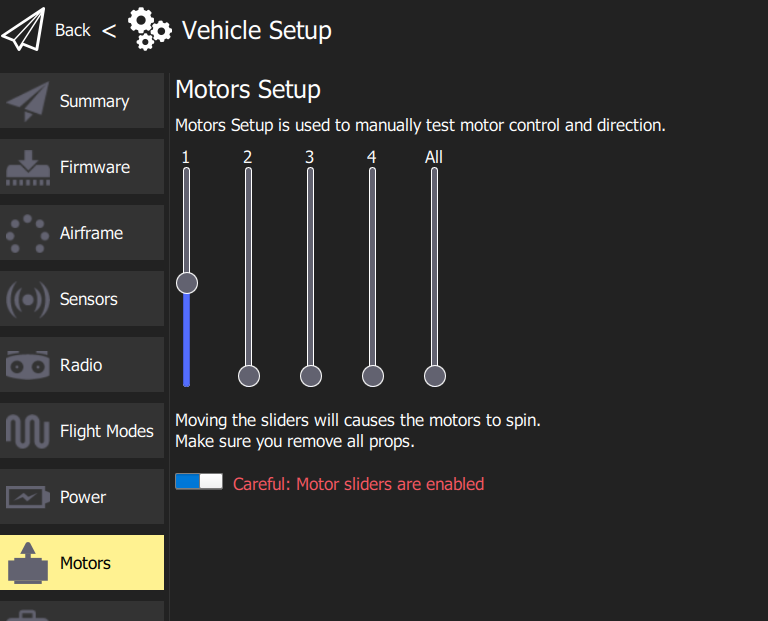 Back < Vehicle Setup
Summary
Firmware
Airframe
Sensors
Radio
Flight Modes
Power
Motors
Motors Setup
Motors Setup is used to manually test motor control and direction.
1 2 3 4 All
Moving the sliders will causes the motors to spin.
Make sure you remove all props.
Careful: Motor sliders are enabled